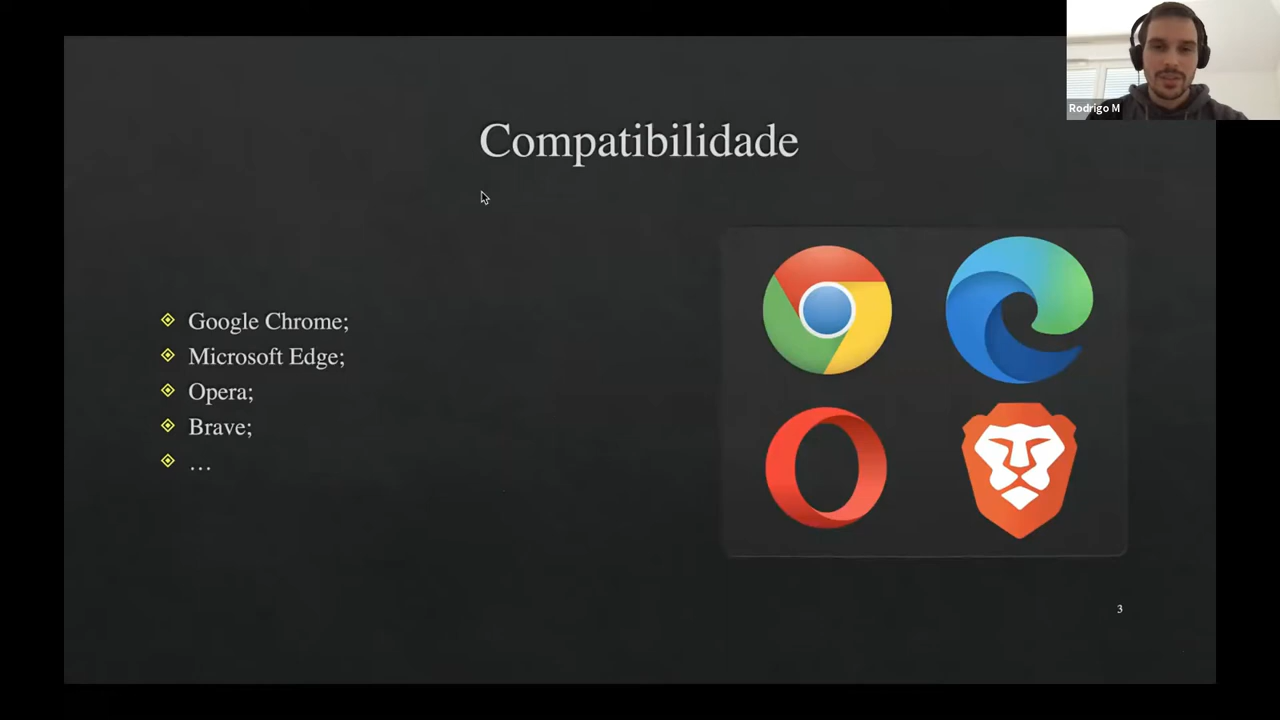 Rodrigo M
Compatibilidade
Google Chrome;
Microsoft Edge;
Opera;
Brave;
…
3